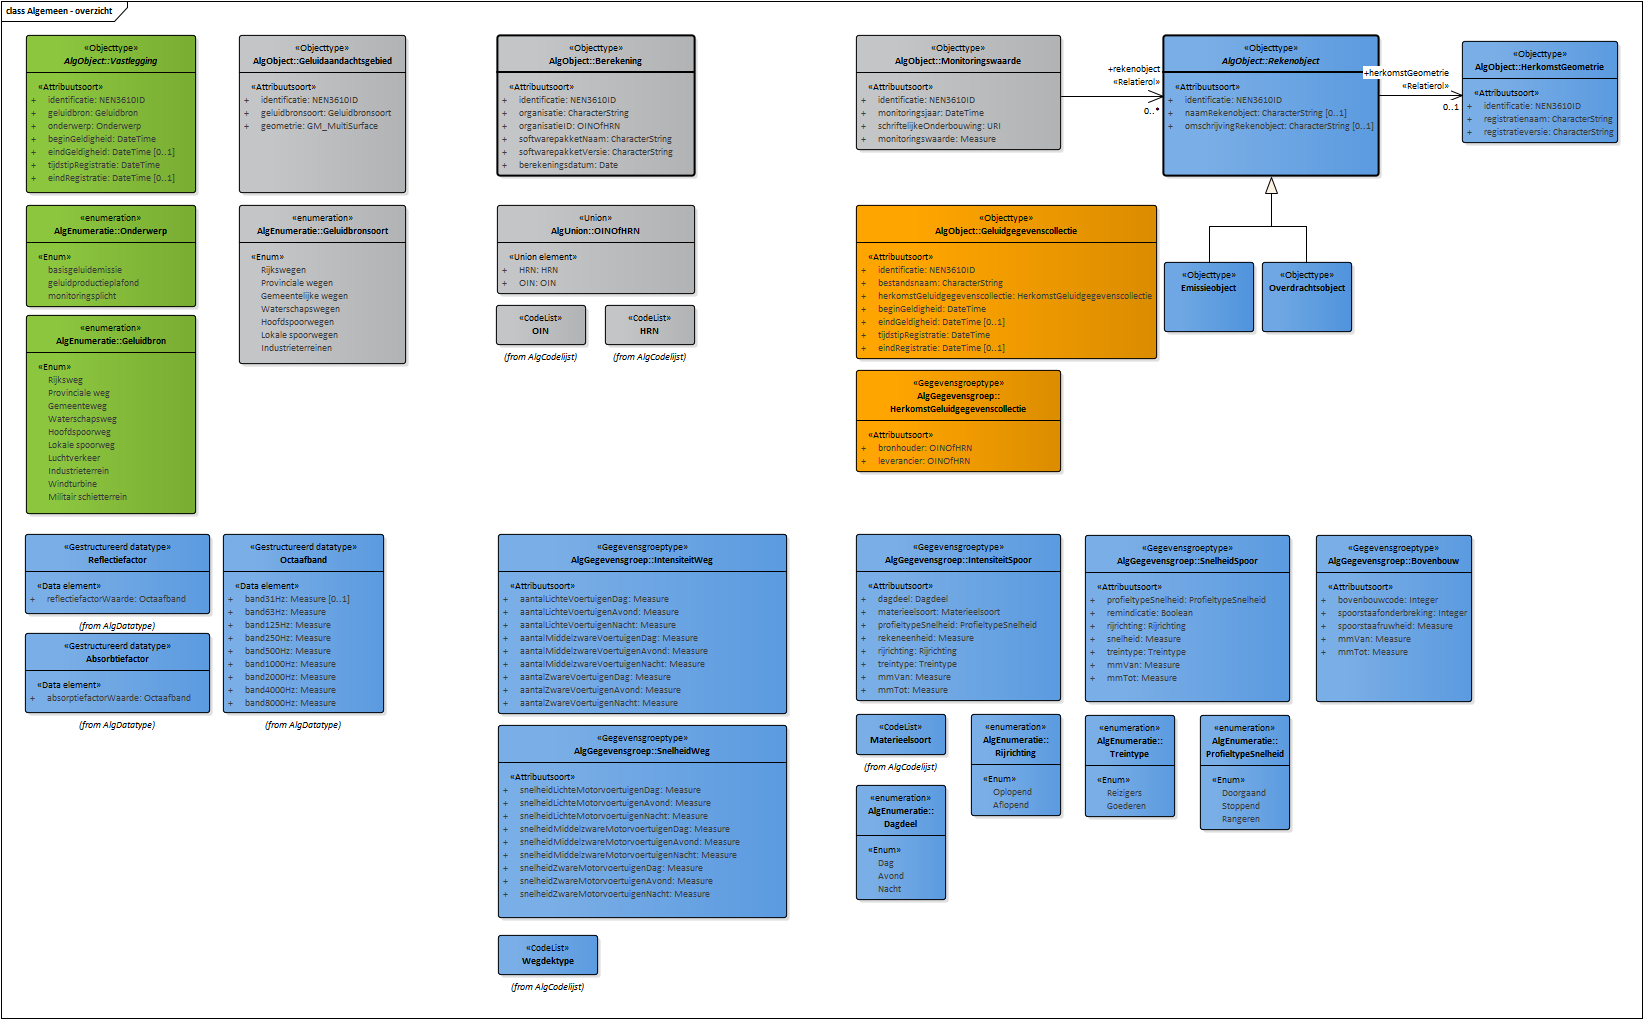 class Algemeen - overzicht
«Objecttype»
AlgObject::Vastlegging
«Attribuutsoort»
+ identificatie: NEN3610ID
+ geluidbron: Geluidbron
+ onderwerp: Onderwerp
+ beginGeldigheid: DateTime
+ eindGeldigheid: DateTime [0..1]
+ tijdstipRegistratie: DateTime
+ eindRegistratie: DateTime [0..1]
«Objecttype»
AlgObject::Geluidaandachtsgebied
«Attribuutsoort»
+ identificatie: NEN3610ID
+ geluidbronsoort: Geluidbronsoort
+ geometrie: GM_MultiSurface
«Objecttype»
AlgObject::Berekening
«Attribuutsoort»
+ identificatie: NEN3610ID
+ organisatie: CharacterString
+ organisatieID: OINOfHRN
+ softwarepakketNaam: CharacterString
+ softwarepakketVersie: CharacterString
+ berekeningsdatum: Date
«Objecttype»
AlgObject::Monitoringswaarde
«Attribuutsoort»
+ identificatie: NEN3610ID
+ monitoringsjaar: DateTime
+ schriftelijkeOnderbouwing: URI
+ monitoringswaarde: Measure
+rekenobject
«Relatierol»
0..*
«Objecttype»
AlgObject::Rekenobject
«Attribuutsoort»
+ identificatie: NEN3610ID
+ naamRekenobject: CharacterString [0..1]
+ omschrijvingRekenobject: CharacterString [0..1]
+herkomstGeometrie
«Relatierol»
0..1
«Objecttype»
AlgObject::HerkomstGeometrie
«Attribuutsoort»
+ identificatie: NEN3610ID
+ registratienaam: CharacterString
+ registratieversie: CharacterString
«enumeration»
AlgEnumeratie::Onderwerp
«Enum»
basisgeluidemissie
geluidproductieplafond
monitoringsplicht
«enumeration»
AlgEnumeratie::Geluidbronsoort
«Enum»
Rijkswegen
Provinciale wegen
Gemeentelijke wegen
Waterschapswegen
Hoofdspoorwegen
Lokale spoorwegen
Industrieterreinen
«Union»
AlgUnion::OINOfHRN
«Union element»
+ HRN: HRN
+ OIN: OIN
«CodeList»
OIN
(from AlgCodelijst)
«CodeList»
HRN
(from AlgCodelijst)
«Objecttype»
AlgObject::Geluidgegevenscollectie
«Attribuutsoort»
+ identificatie: NEN3610ID
+ bestandsnaam: CharacterString
+ herkomstGeluidgegevenscollectie: HerkomstGeluidgegevenscollectie
+ beginGeldigheid: DateTime
+ eindGeldigheid: DateTime [0..1]
+ tijdstipRegistratie: DateTime
+ eindRegistratie: DateTime [0..1]
«Objecttype»
Emissieobject
«Objecttype»
Overdrachtsobject
«enumeration»
AlgEnumeratie::Geluidbron
«Enum»
Rijksweg
Provinciale weg
Gemeenteweg
Waterschapsweg
Hoofdspoorweg
Lokale spoorweg
Luchtverkeer
Industrieterrein
Windturbine
Militair schietterrein
«Gegevensgroeptype»
AlgGegevensgroep::
HerkomstGeluidgegevenscollectie
«Attribuutsoort»
+ bronhouder: OINOfHRN
+ leverancier: OINOfHRN
«Gestructureerd datatype»
Reflectiefactor
«Data element»
+ reflectiefactorWaarde: Octaafband
(from AlgDatatype)
«Gestructureerd datatype»
Absorbtiefactor
«Data element»
+ absorptiefactorWaarde: Octaafband
(from AlgDatatype)
«Gestructureerd datatype»
Octaafband
«Data element»
+ band31Hz: Measure [0..1]
+ band63Hz: Measure
+ band125Hz: Measure
+ band250Hz: Measure
+ band500Hz: Measure
+ band1000Hz: Measure
+ band2000Hz: Measure
+ band4000Hz: Measure
+ band8000Hz: Measure
(from AlgDatatype)
«Gegevensgroeptype»
AlgGegevensgroep::IntensiteitWeg
«Attribuutsoort»
+ aantalLichteVoertuigenDag: Measure
+ aantalLichteVoertuigenAvond: Measure
+ aantalLichteVoertuigenNacht: Measure
+ aantalMiddelzwareVoertuigenDag: Measure
+ aantalMiddelzwareVoertuigenAvond: Measure
+ aantalMiddelzwareVoertuigenNacht: Measure
+ aantalZwareVoertuigenDag: Measure
+ aantalZwareVoertuigenAvond: Measure
+ aantalZwareVoertuigenNacht: Measure
«Gegevensgroeptype»
AlgGegevensgroep::SnelheidWeg
«Attribuutsoort»
+ snelheidLichteMotorvoertuigenDag: Measure
+ snelheidLichteMotorvoertuigenAvond: Measure
+ snelheidLichteMotorvoertuigenNacht: Measure
+ snelheidMiddelzwareMotorvoertuigenDag: Measure
+ snelheidMiddelzwareMotorvoertuigenAvond: Measure
+ snelheidMiddelzwareMotorvoertuigenNacht: Measure
+ snelheidZwareMotorvoertuigenDag: Measure
+ snelheidZwareMotorvoertuigenAvond: Measure
+ snelheidZwareMotorvoertuigenNacht: Measure
«CodeList»
Wegdektype
(from AlgCodelijst)
«Gegevensgroeptype»
AlgGegevensgroep::IntensiteitSpoor
«Attribuutsoort»
+ dagdeel: Dagdeel
+ materieelsoort: Materieelsoort
+ profieltypeSnelheid: ProfieltypeSnelheid
+ rekeneenheid: Measure
+ rijrichting: Rijrichting
+ treintype: Treintype
+ mmVan: Measure
+ mmTot: Measure
«Gegevensgroeptype»
AlgGegevensgroep::SnelheidSpoor
«Attribuutsoort»
+ profieltypeSnelheid: ProfieltypeSnelheid
+ remindicatie: Boolean
+ rijrichting: Rijrichting
+ snelheid: Measure
+ treintype: Treintype
+ mmVan: Measure
+ mmTot: Measure
«Gegevensgroeptype»
AlgGegevensgroep::Bovenbouw
«Attribuutsoort»
+ bovenbouwcode: Integer
+ spoorstaafonderbreking: Integer
+ spoorstaafruwheid: Measure
+ mmVan: Measure
+ mmTot: Measure
«CodeList»
Materieelsoort
(from AlgCodelijst)
«enumeration»
AlgEnumeratie::
Rijrichting
«Enum»
Oplopend
Aflopend
«enumeration»
AlgEnumeratie::
Treintype
«Enum»
Reizigers
Goederen
«enumeration»
AlgEnumeratie::
ProfieltypeSnelheid
«Enum»
Doorgaand
Stoppend
Rangeren
«enumeration»
AlgEnumeratie::
Dagdeel
«Enum»
Dag
Avond
Nacht